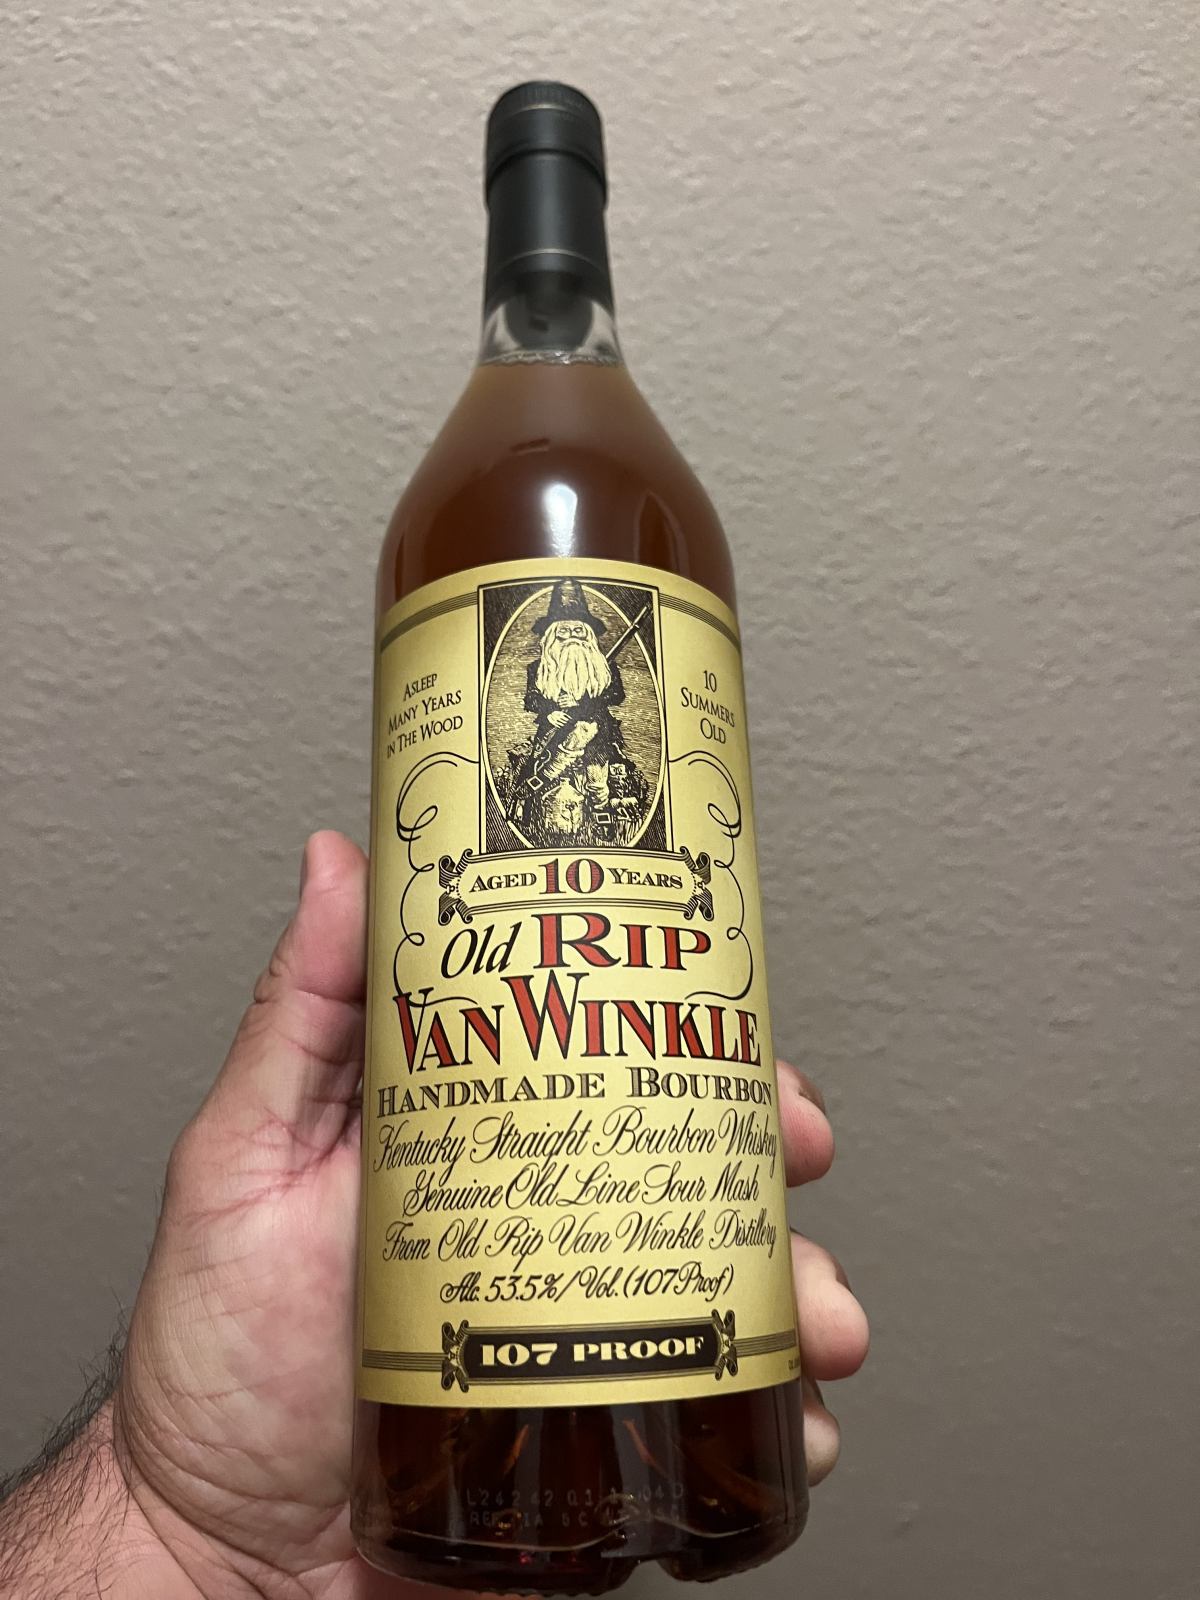 ASLEEP
MANY YEARS
IN THE WOOD
10
SUMMERS
OLD
AGED 10 YEARS
Old RIP
VAN WINKLE
HANDMADE BOURBON
Kentucky Straight Bourbon Whiskey
Genuine Old Line Sour Mash
From Old Rip Van Winkle Distillery
Alc. 53.5%/Vol. (107 Proof)
107 PROOF
L24242 01